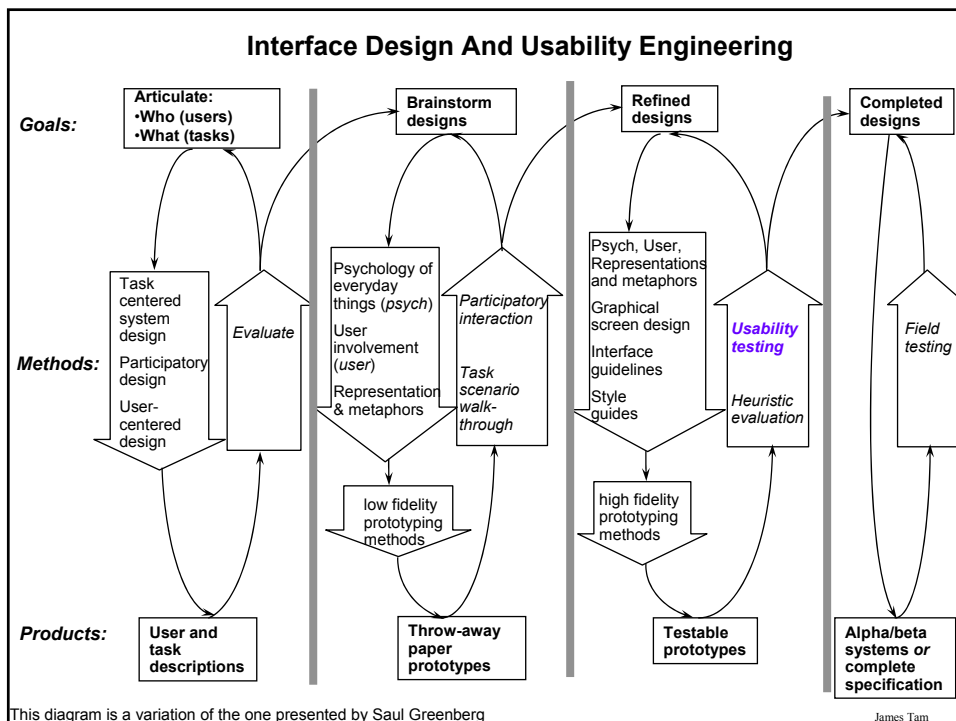 Interface Design And Usability Engineering
Goals:
Articulate:
•Who (users)
•What (tasks)
Brainstorm
designs
Refined
designs
Completed
designs
Methods:
Task
centered
system
design
Participatory
design
User-
centered
design
Evaluate
Psychology of
everyday
things (psych)
User
involvement
(user)
Representation
& metaphors
low fidelity
prototyping
methods
Participatory
interaction
Task
scenario
walk-
through
Psych, User,
Representations
and metaphors
Graphical
screen design
Interface
guidelines
Style
guides
high fidelity
prototyping
methods
Usability
testing
Heuristic
evaluation
Field
testing
Products:
User and
task
descriptions
Throw-away
paper
prototypes
Testable
prototypes
Alpha/beta
systems or
complete
specification
This diagram is a variation of the one presented by Saul Greenberg
James Tam